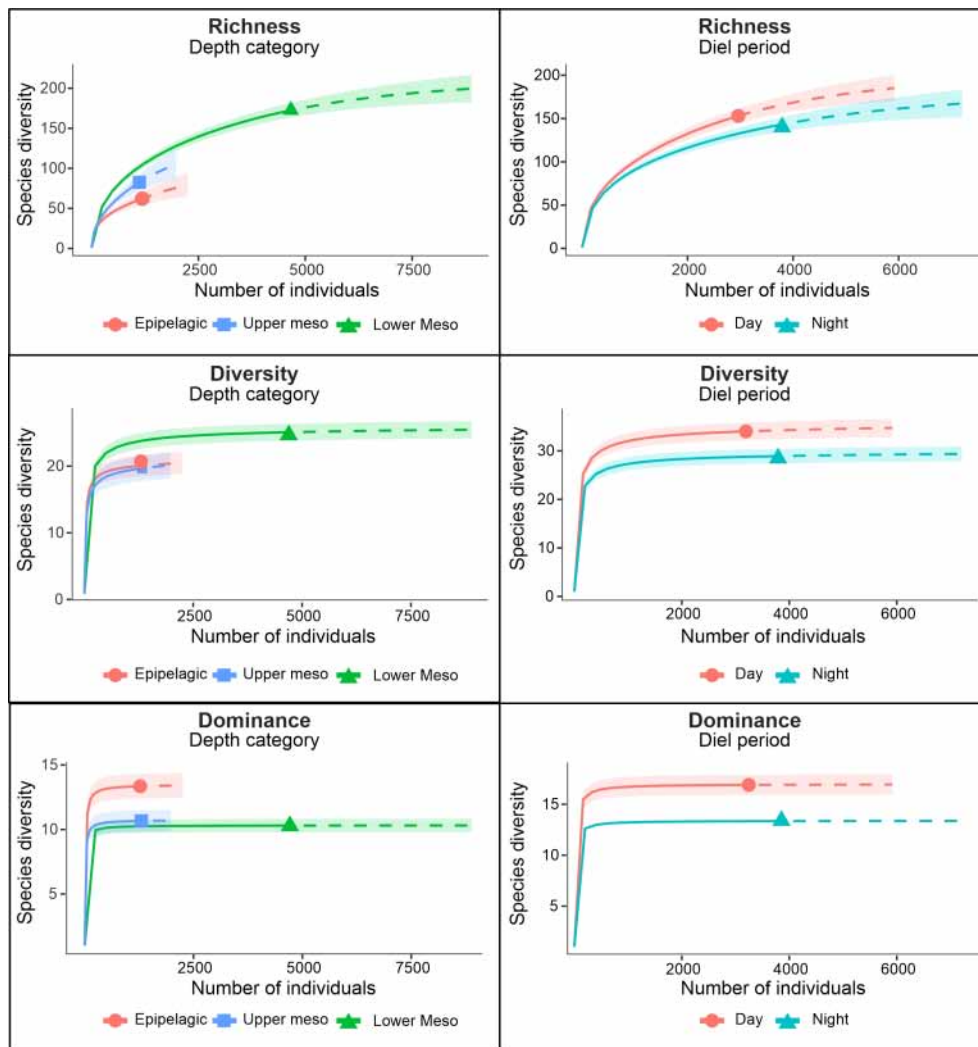 Richness
Depth category
Species diversity
200
150
100
50
0
2500
5000
7500
Number of individuals
Epipelagic
Upper meso
Lower Meso
Richness
Diel period
Species diversity
200
150
100
50
0
2000
4000
6000
Number of individuals
Day
Night
Diversity
Depth category
Species diversity
20
10
0
2500
5000
7500
Number of individuals
Epipelagic
Upper meso
Lower Meso
Diversity
Diel period
Species diversity
30
20
10
0
2000
4000
6000
Number of individuals
Day
Night
Dominance
Depth category
Species diversity
15
10
5
2500
5000
7500
Number of individuals
Epipelagic
Upper meso
Lower Meso
Dominance
Diel period
Species diversity
15
10
5
2000
4000
6000
Number of individuals
Day
Night